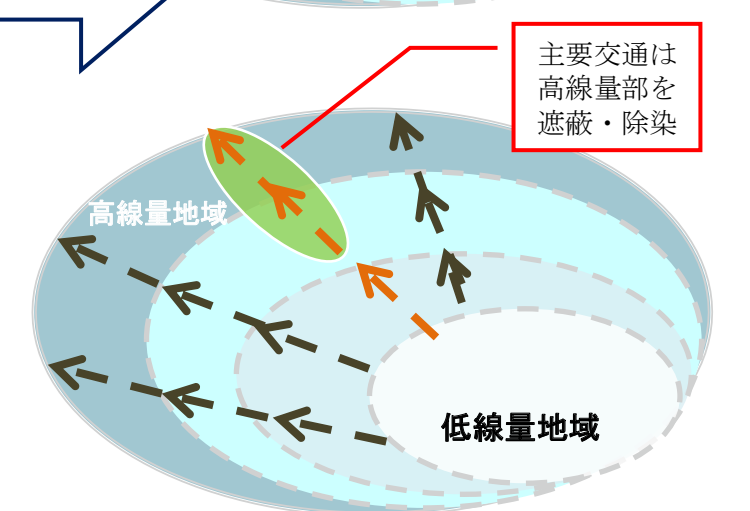 主要交通は
高線量部を
遮蔽・除染
高線量地域
低線量地域